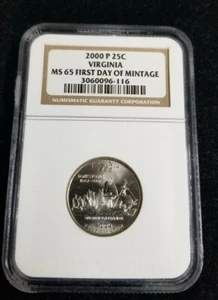 2000 P 25C
VIRGINIA
MS 65 FIRST DAY OF MINTAGE
3060096-116
NUMISMATIC GUARANTY CORPORATION